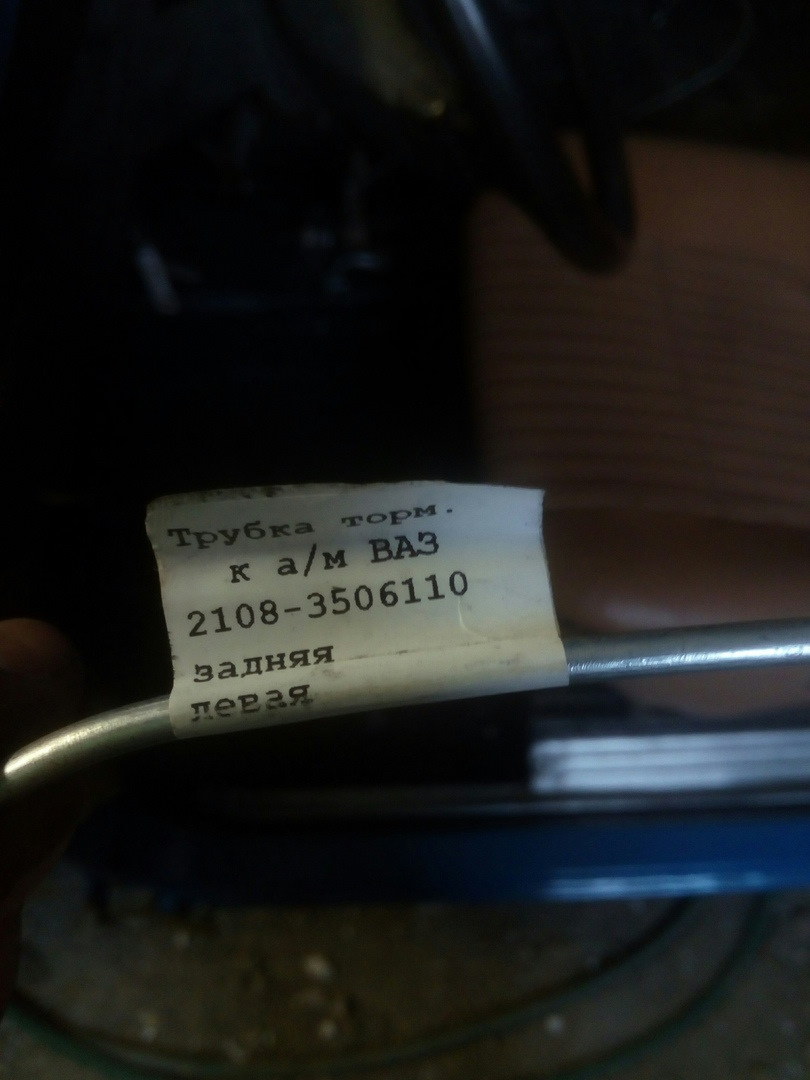 Трубка торм.
к а/м ВАЗ
2108-3506110
задняя
левая